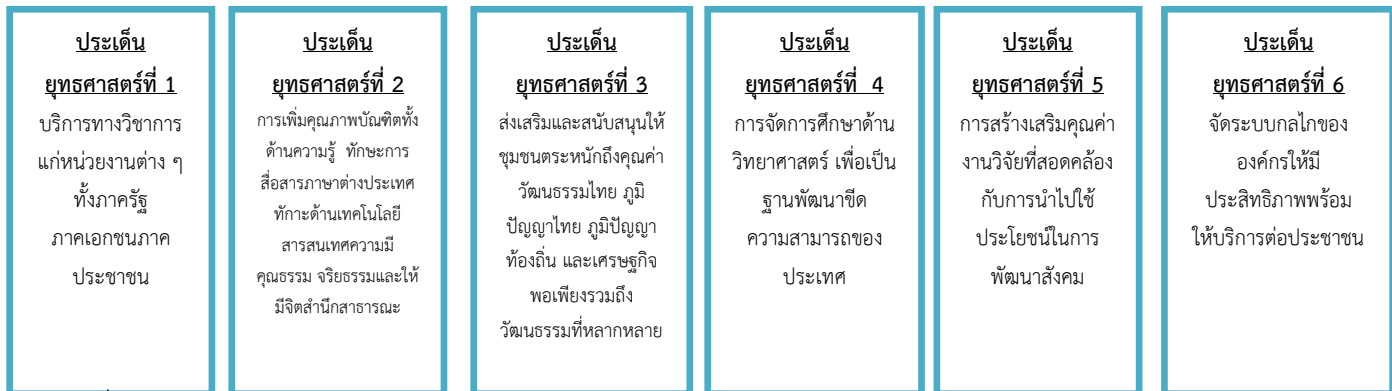 ประเด็น
ยุทธศาสตร์ที่ 1
บริการทางวิชาการ
แก่หน่วยงานต่าง ๆ
ทั้งภาครัฐ
ภาคเอกชนภาค
ประชาชน
ประเด็น
ยุทธศาสตร์ที่ 2
การเพิ่มคุณภาพบัณฑิตทั้ง
ด้านความรู้ ทักษะการ
สื่อสารภาษาต่างประเทศ
ทักาะด้านเทคโนโลยี
สารสนเทศความมี
คุณธรรม จริยธรรมและให้
มีจิตสำนึกสาธารณะ
ประเด็น
ยุทธศาสตร์ที่ 3
ส่งเสริมและสนับสนุนให้
ชุมชนตระหนักถึงคุณค่า
วัฒนธรรมไทย ภูมิ
ปัญญาไทย ภูมิปัญญา
ท้องถิ่น และเศรษฐกิจ
พอเพียงรวมถึง
วัฒนธรรมที่หลากหลาย
ประเด็น
ยุทธศาสตร์ที่ 4
การจัดการศึกษาด้าน
วิทยาศาสตร์ เพื่อเป็น
ฐานพัฒนาขีด
ความสามารถของ
ประเทศ
ประเด็น
ยุทธศาสตร์ที่ 5
การสร้างเสริมคุณค่า
งานวิจัยที่สอดคล้อง
กับการนำไปใช้
ประโยชน์ในการ
พัฒนาสังคม
ประเด็น
ยุทธศาสตร์ที่ 6
จัดระบบกลไกของ
องค์กรให้มี
ประสิทธิภาพพร้อม
ให้บริการต่อประชาชน